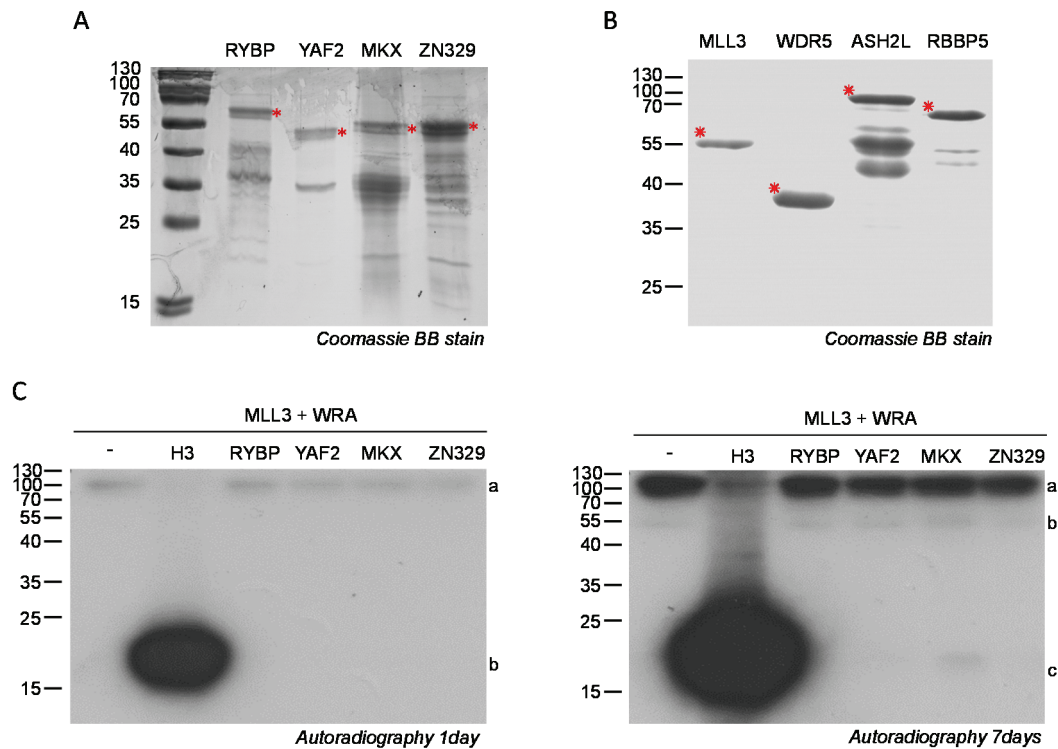 A
RYBP YAF2 MKX ZN329
130
100
70
55
40
35
25
15
*
*
*
*
Coomassie BB stain
B
MLL3 WDR5 ASH2L RBBP5
130
100
70
55
40
35
25
*
*
*
*
Coomassie BB stain
C
MLL3 + WRA
- H3 RYBP YAF2 MKX ZN329
130
100
70
55
40
35
25
15
a
b
Autoradiography 1day
MLL3 + WRA
- H3 RYBP YAF2 MKX ZN329
130
100
70
55
40
35
25
15
a
b
c
Autoradiography 7days